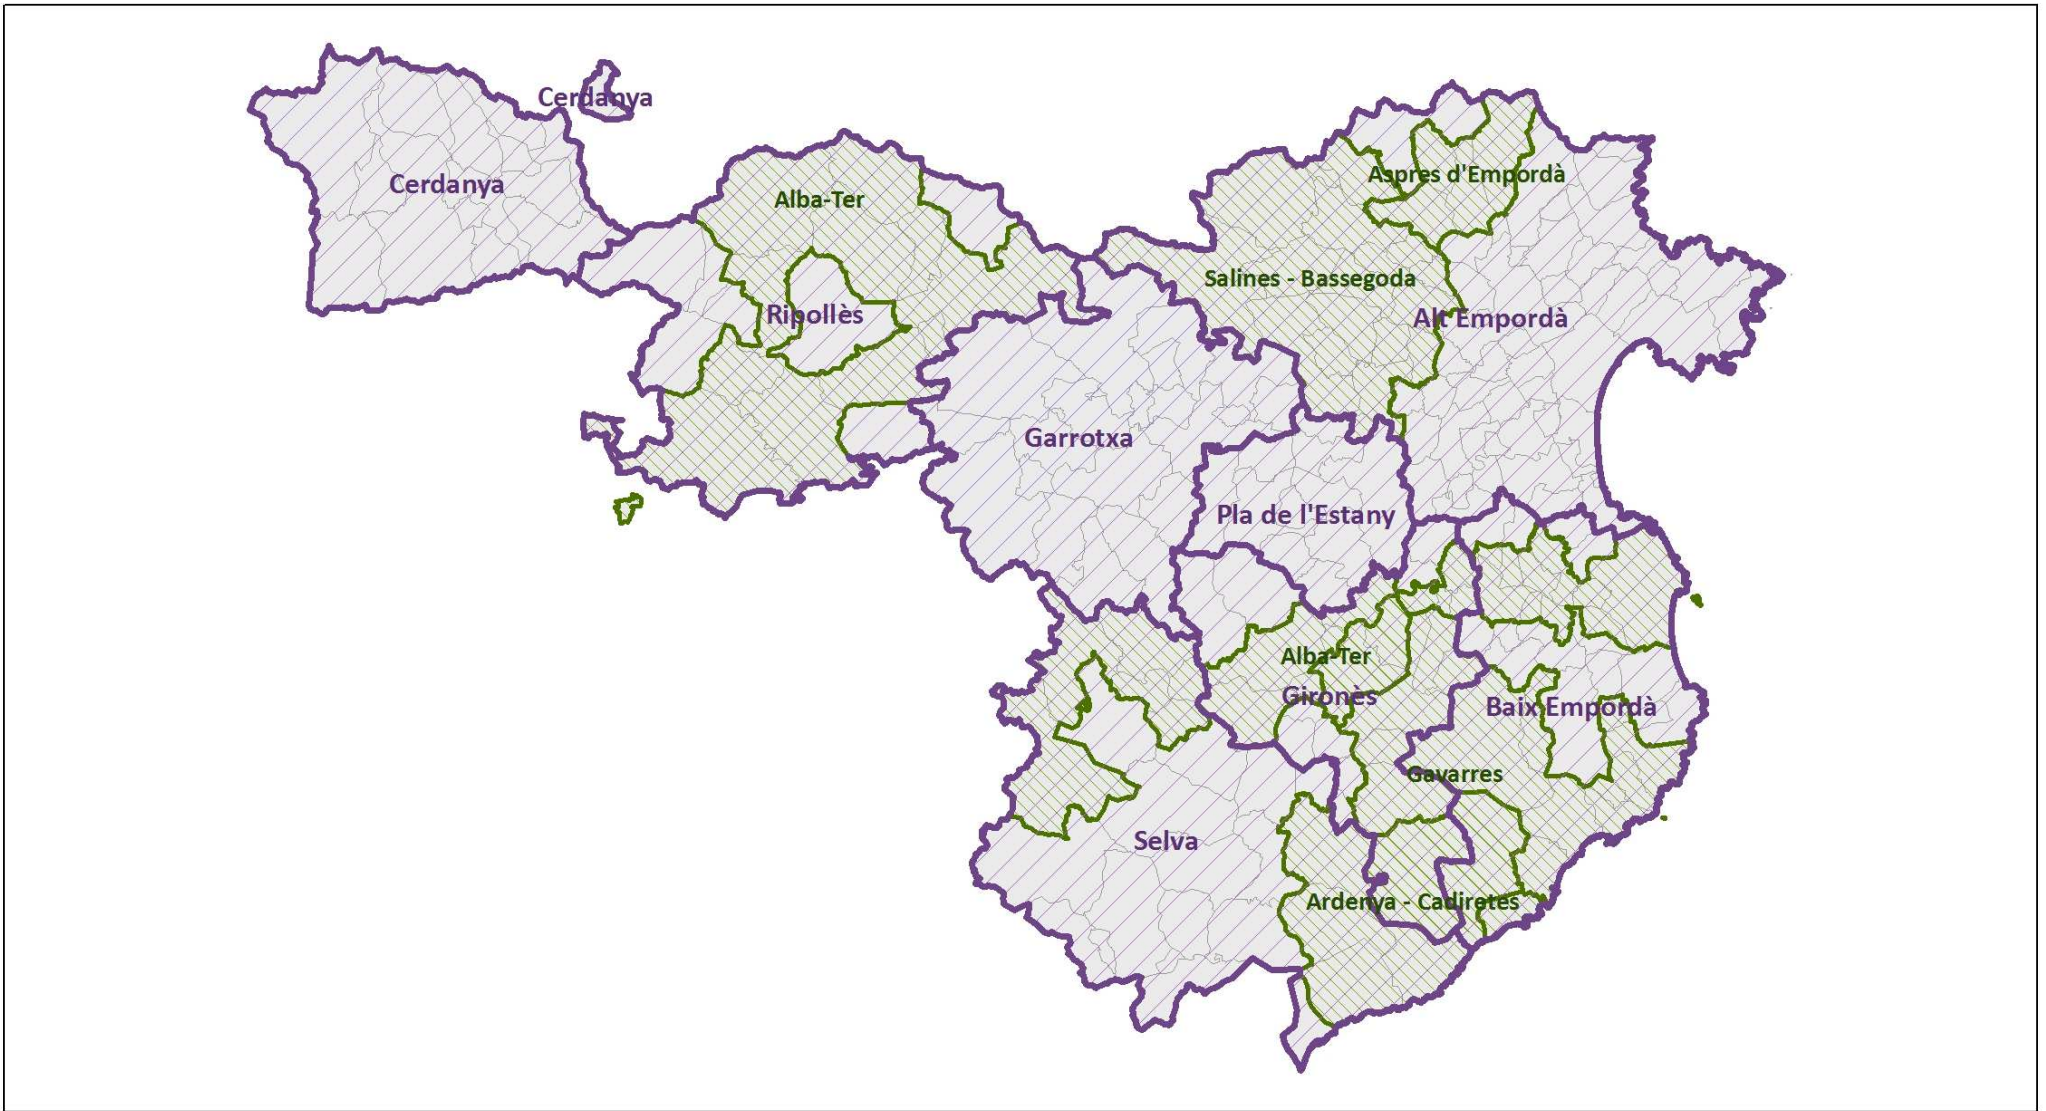 Cerdanya
Cerdanya
Alba-Ter
Aspres d'Empordà
Salines - Bassegoda
Ripollès
Alt Empordà
Garrotxa
Pla de l'Estany
Alba-Ter
Gironès
Baix Empordà
Gavarres
Selva
Ardenya - Cadiretes